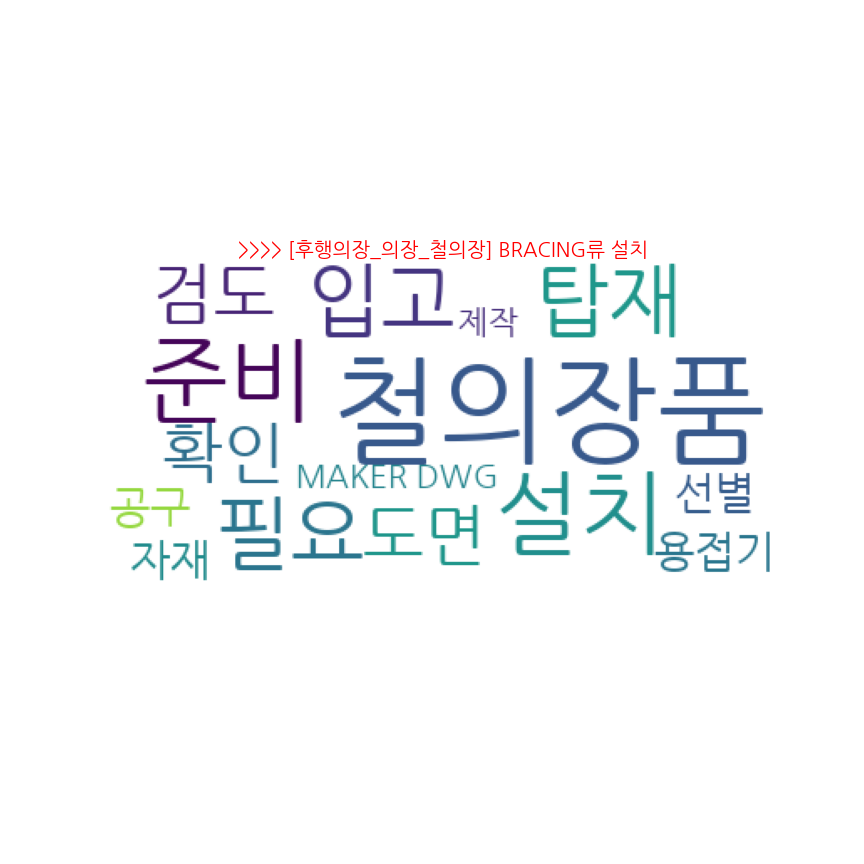 >>>> [후행의장_의장_철의장] BRACING류 설치
검도 입고 제작 탑재
준비 철의장품
확인 MAKER DWG
공구 필요 도면 설치 선별
자재 용접기